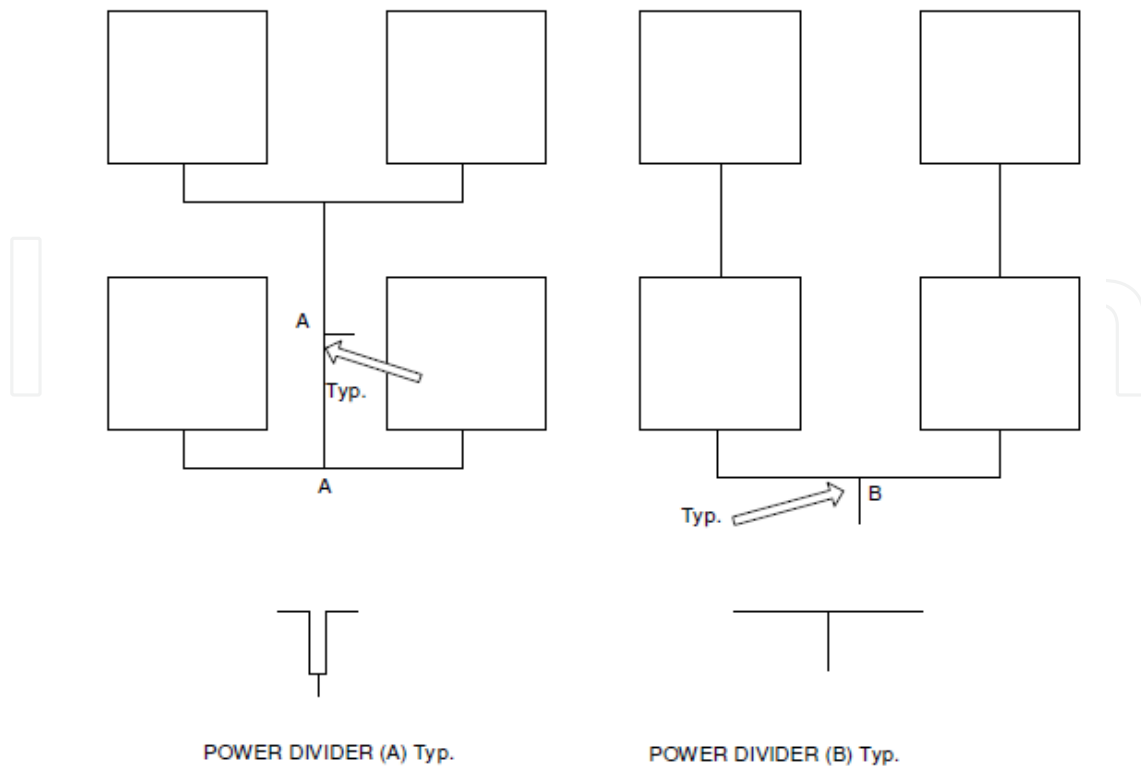 A
Typ.
A
Typ.
B
POWER DIVIDER (A) Typ.
POWER DIVIDER (B) Typ.